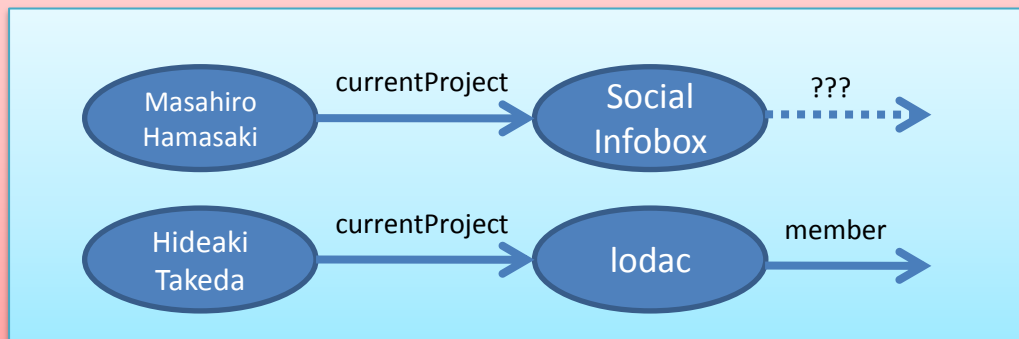 Masahiro
Hamasaki
currentProject
Social
Infobox
???
Hideaki
Takeda
currentProject
lodac
member